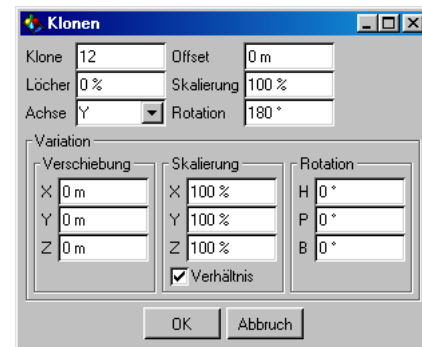 Klonen
Klone 12 Offset 0 m
Löcher 0 % Skalierung 100 %
Achse Y Rotation 180 °
Variation
Verschiebung Skalierung Rotation
X 0 m X 100 % H 0 °
Y 0 m Y 100 % P 0 °
Z 0 m Z 100 % B 0 °
Verhältnis
OK Abbruch